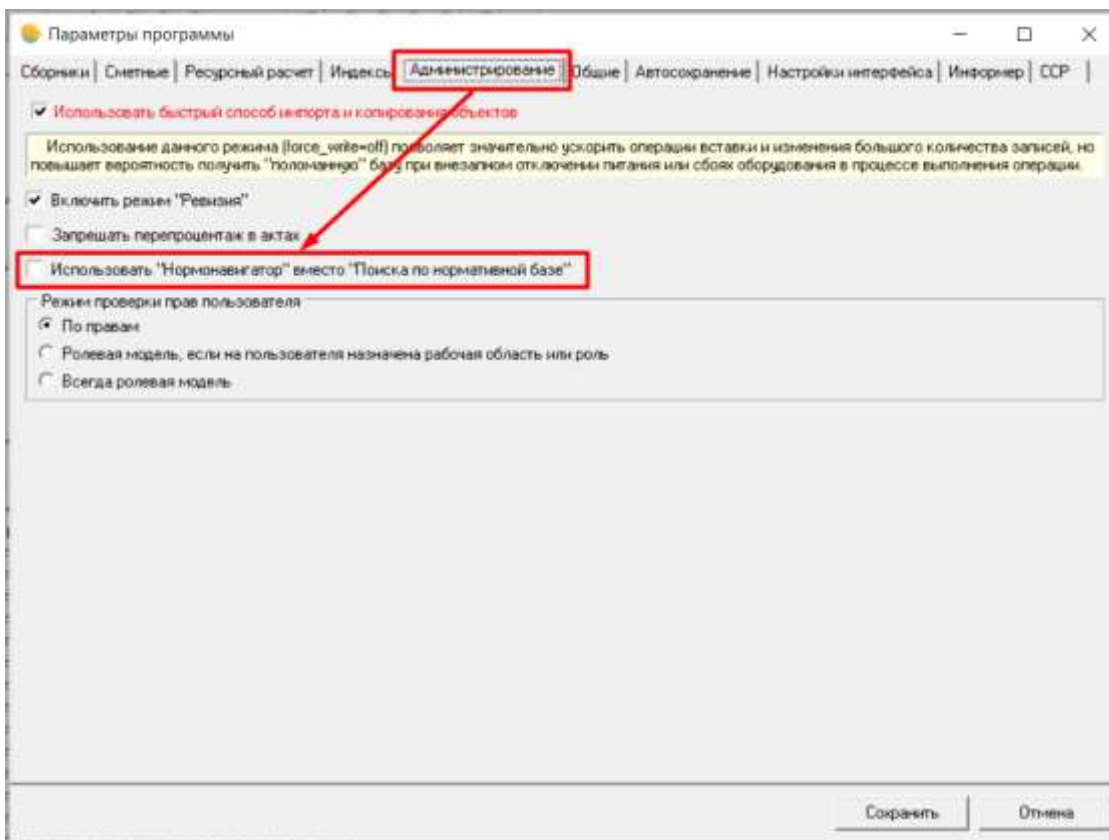 Параметры программы
Сборники | Сметные | Ресурсный расчет | Индексы | Администрирование | Общие | Автосохранение | Настройки интерфейса | Информер | ССР |
Использовать быстрый способ импорта и копирования объектов
Использование данного режима (force_write=off) позволяет значительно ускорить операции вставки и изменения большого количества записей, но
повышает вероятность получить "поломанную" базу при внезапном отключении питания или сбоях оборудования в процессе выполнения операции.
Включить режим "Ревизия"
Запрещать перепроцентаж в актах
Использовать "Нормонавигатор" вместо "Поиска по нормативной базе"
Режим проверки прав пользователя
По правам
Ролевая модель, если на пользователя назначена рабочая область или роль
Всегда ролевая модель
Сохранить Отмена